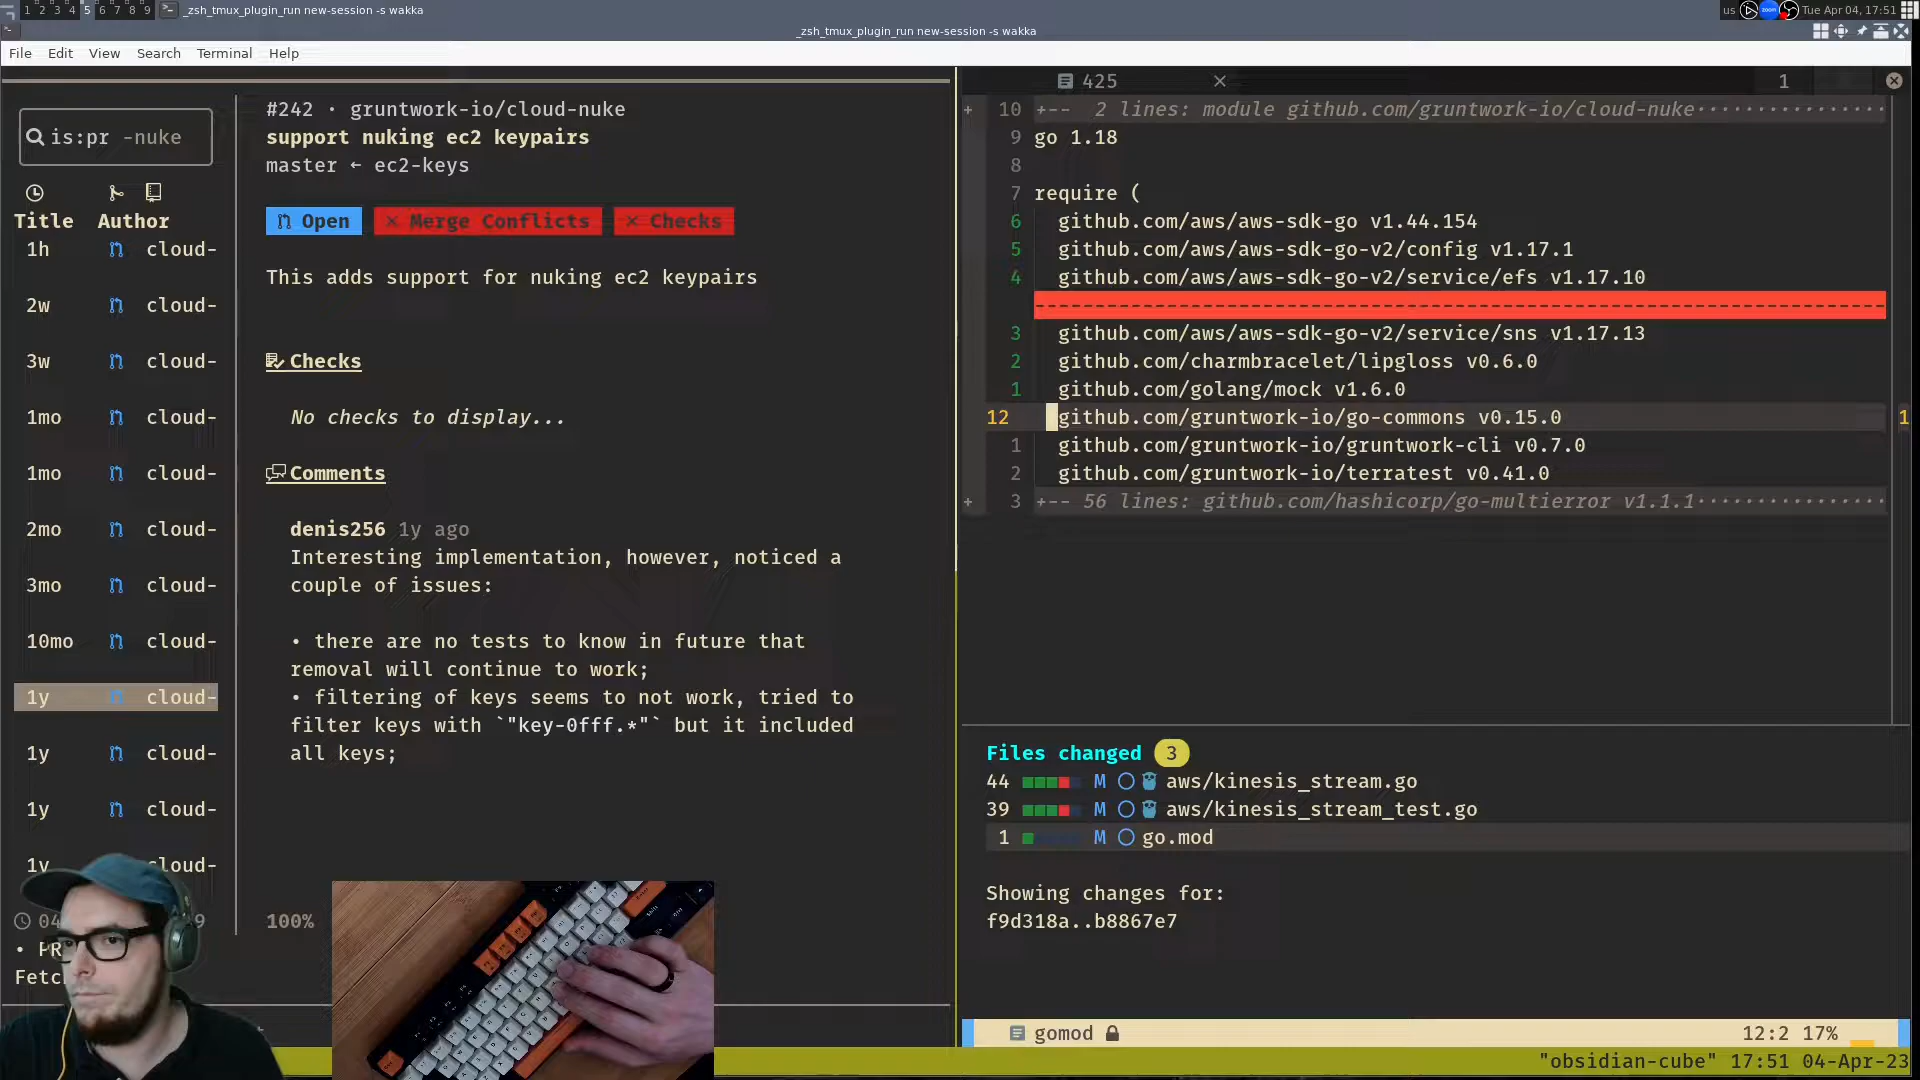 1 2 3 4 5 6 7 8 9 _zsh_tmux_plugin_run new-session -s wakka
us zoom Tue Apr 04, 17:51
_zsh_tmux_plugin_run new-session -s wakka
File Edit View Search Terminal Help
is:pr -nuke
Title Author
1h cloud-
2w cloud-
3w cloud-
1mo cloud-
1mo cloud-
2mo cloud-
3mo cloud-
10mo cloud-
1y cloud-
1y cloud-
1y cloud-
1y cloud-
04 9
• PR
Fetc
#242 · gruntwork-io/cloud-nuke
support nuking ec2 keypairs
master ← ec2-keys
Open × Merge Conflicts × Checks
This adds support for nuking ec2 keypairs
Checks
No checks to display...
Comments
denis256 1y ago
Interesting implementation, however, noticed a
couple of issues:
• there are no tests to know in future that
removal will continue to work;
• filtering of keys seems to not work, tried to
filter keys with `"key-0fff.*"` but it included
all keys;
100%
425 × 1
+ 10 +-- 2 lines: module github.com/gruntwork-io/cloud-nuke
9 go 1.18
8
7 require (
6 github.com/aws/aws-sdk-go v1.44.154
5 github.com/aws/aws-sdk-go-v2/config v1.17.1
4 github.com/aws/aws-sdk-go-v2/service/efs v1.17.10
3 github.com/aws/aws-sdk-go-v2/service/sns v1.17.13
2 github.com/charmbracelet/lipgloss v0.6.0
1 github.com/golang/mock v1.6.0
12 github.com/gruntwork-io/go-commons v0.15.0 1
1 github.com/gruntwork-io/gruntwork-cli v0.7.0
2 github.com/gruntwork-io/terratest v0.41.0
+ 3 +-- 56 lines: github.com/hashicorp/go-multierror v1.1.1
Files changed 3
44 M aws/kinesis_stream.go
39 M aws/kinesis_stream_test.go
1 M go.mod
Showing changes for:
f9d318a..b8867e7
gomod 12:2 17%
"obsidian-cube" 17:51 04-Apr-23